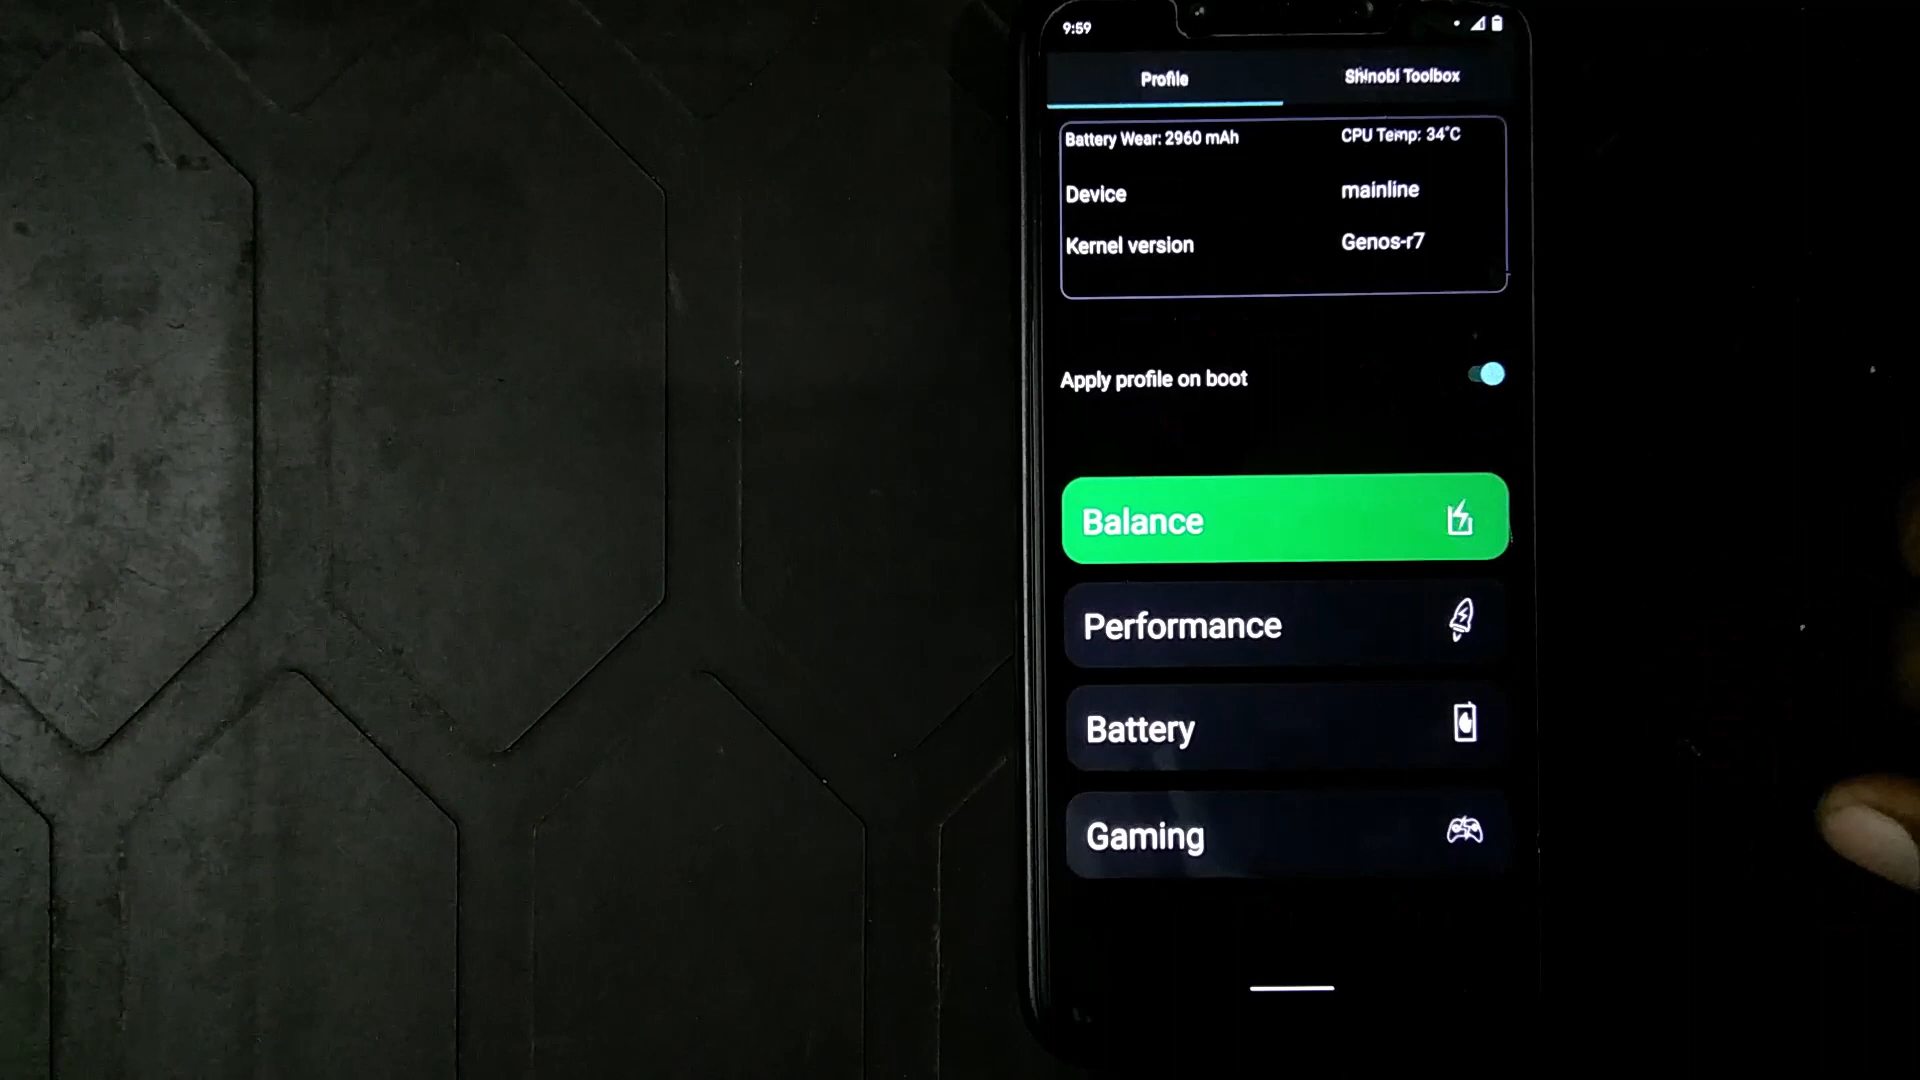 9:59
Profile
Shinobi Toolbox
Battery Wear: 2960 mAh
CPU Temp: 34°C
Device
mainline
Kernel version
Genos-r7
Apply profile on boot
Balance
Performance
Battery
Gaming